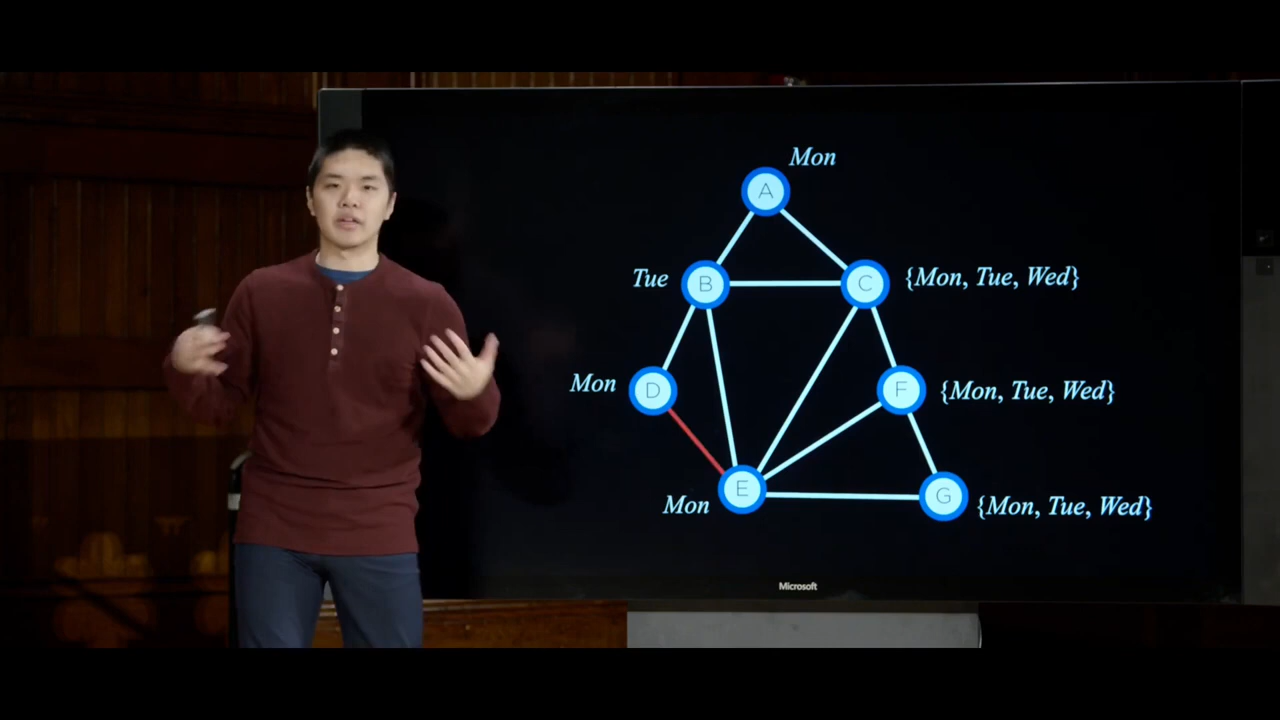 Mon
A
Tue
B
C
{Mon, Tue, Wed}
Mon
D
F
{Mon, Tue, Wed}
Mon
E
G
{Mon, Tue, Wed}
Microsoft